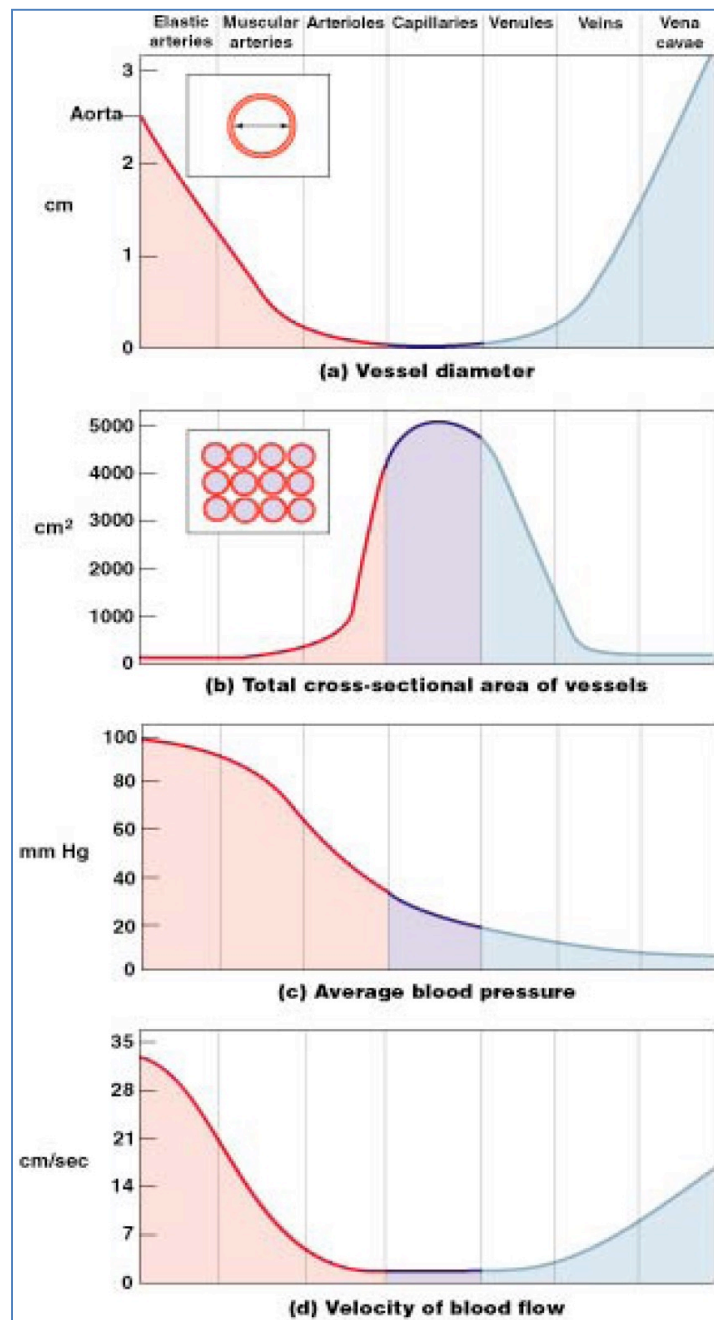 Elastic arteries Muscular arteries Arterioles Capillaries Venules Veins Vena cavae
3
Aorta
2
cm
1
0
(a) Vessel diameter
5000
4000
3000
cm²
2000
1000
0
(b) Total cross-sectional area of vessels
100
80
60
mm Hg
40
20
0
(c) Average blood pressure
35
28
21
cm/sec
14
7
0
(d) Velocity of blood flow